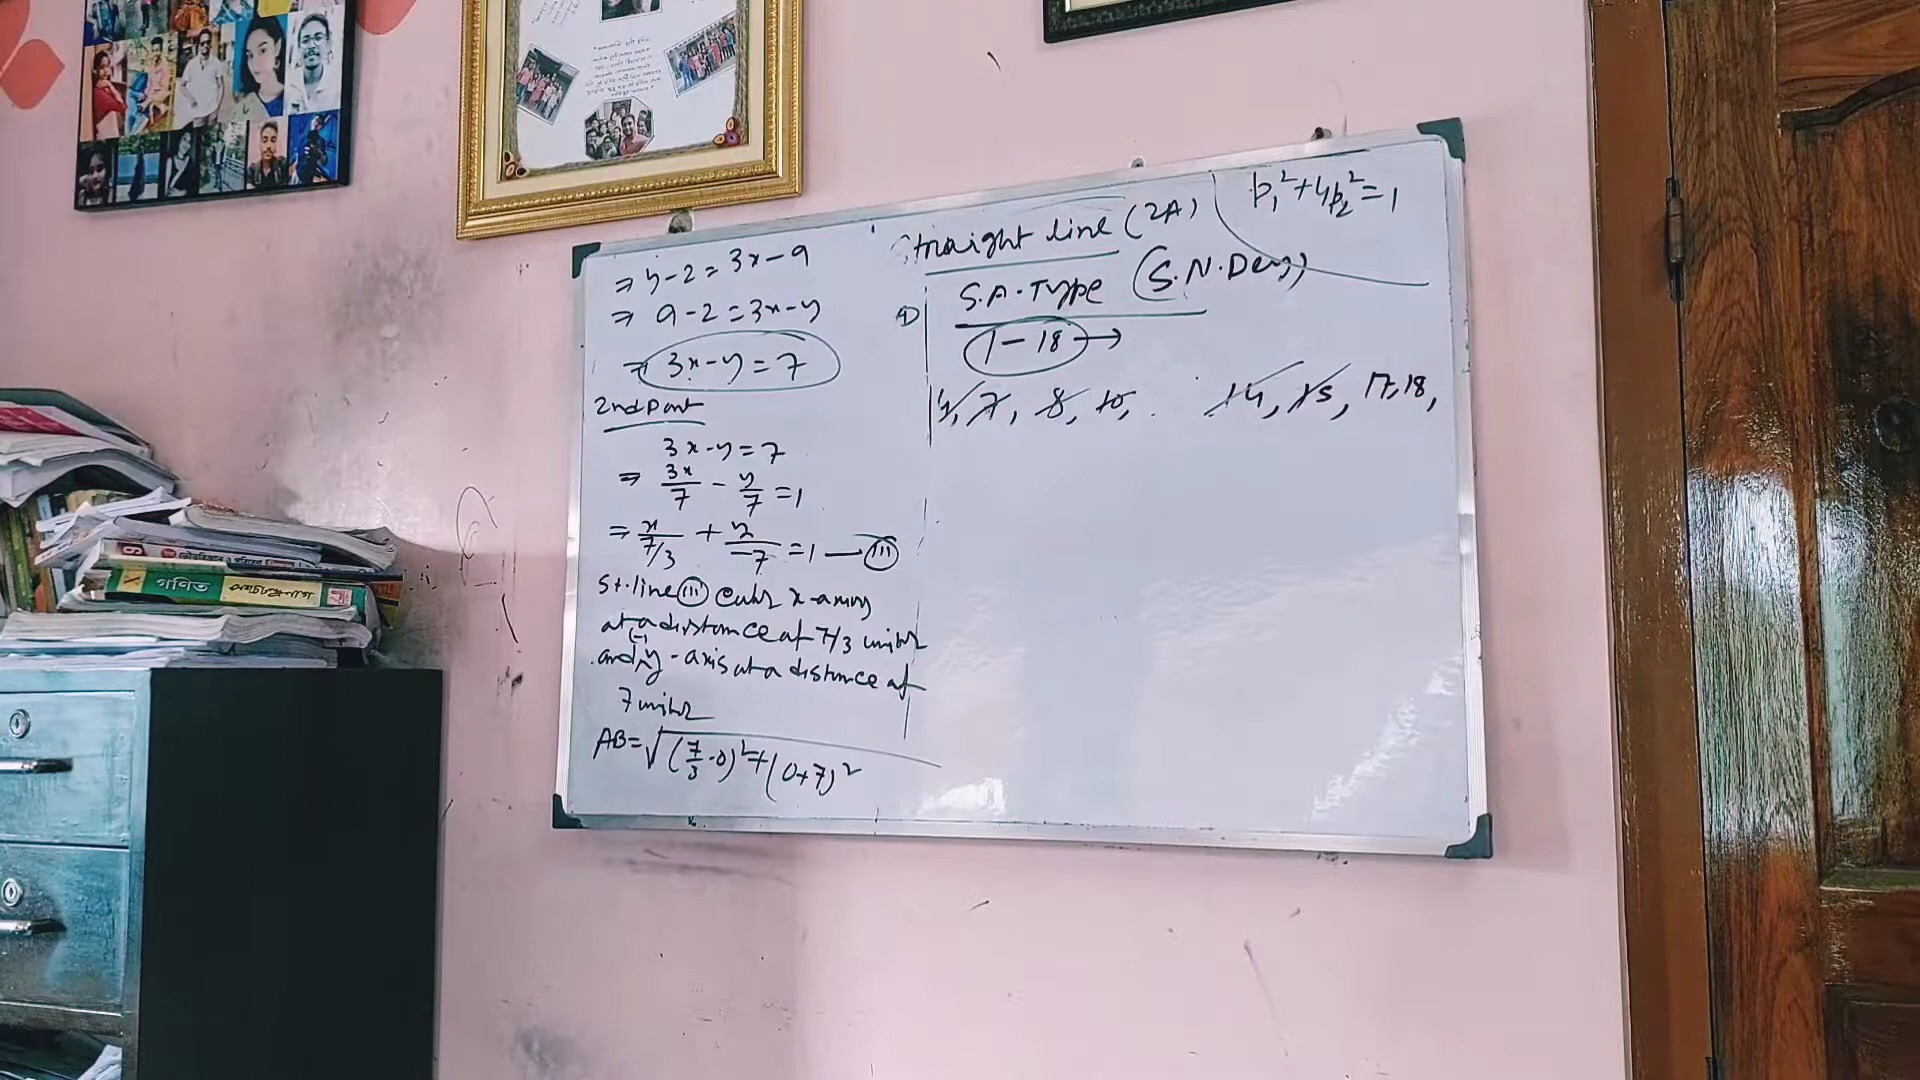 ⇒ y-2 = 3x-9
⇒ 9-2 = 3x-y
⇒ 3x-y = 7
2nd Part
3x-y = 7
⇒ 3x/7 - y/7 = 1
⇒ x/7/3 + y/-7 = 1 — (III)
St. line (III) cuts x-axis
at a distance of 7/3 units
and (-) y-axis at a distance of
7 units
AB = √(7/3-0)²+(0+7)²
Straight line (2A)
p₁²+4p₂²=1
S.A. Type (S.N. Dey)
①
1-18 →
4, 7, 8, 10, 14, 15, 17, 18,
গণিত